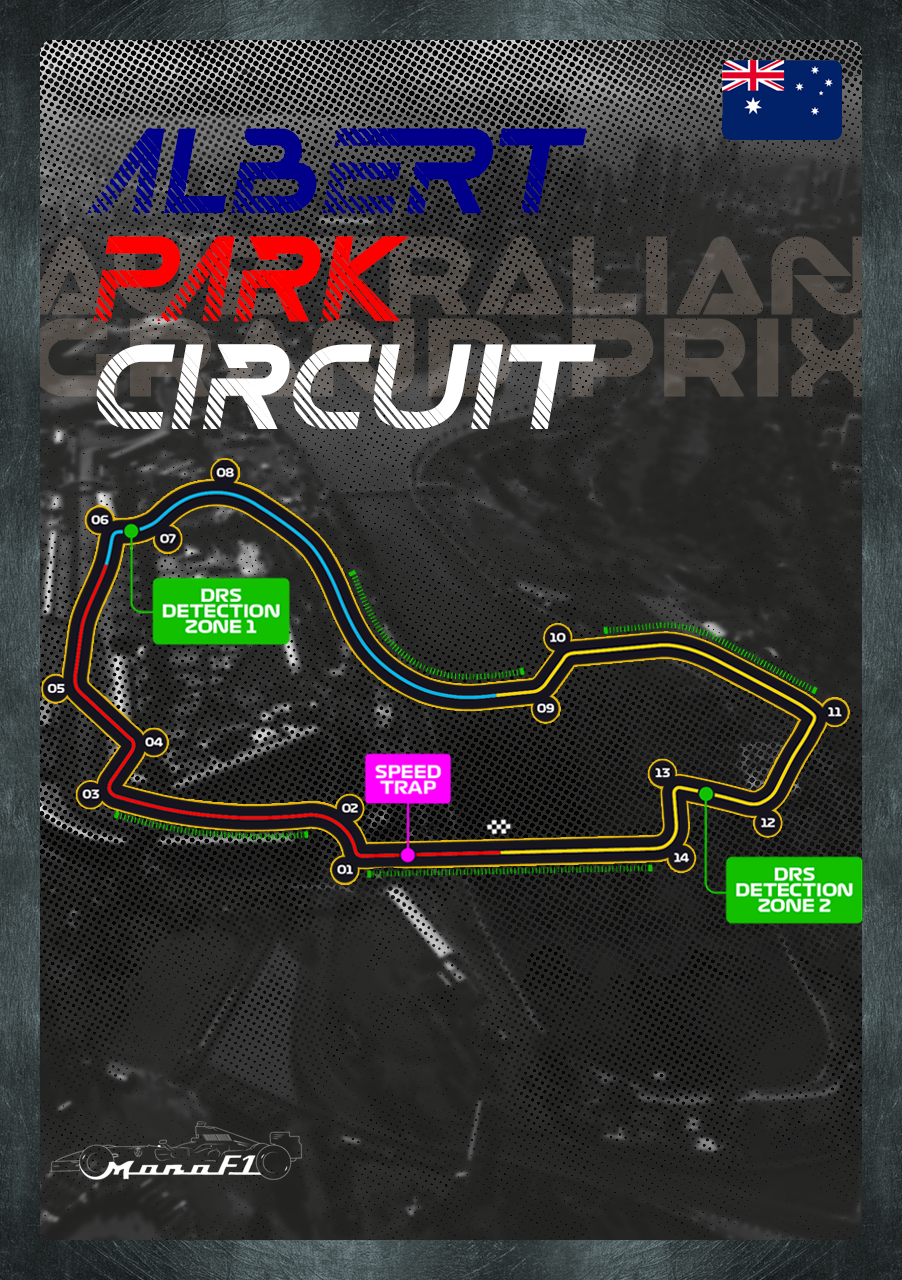 ALBERT
PARK
CIRCUIT
AUSTRALIAN
GRAND PRIX
08
06
07
DRS
DETECTION
ZONE 1
10
05
09
11
04
SPEED
TRAP
13
03
02
12
01
14
DRS
DETECTION
ZONE 2
ManaF1